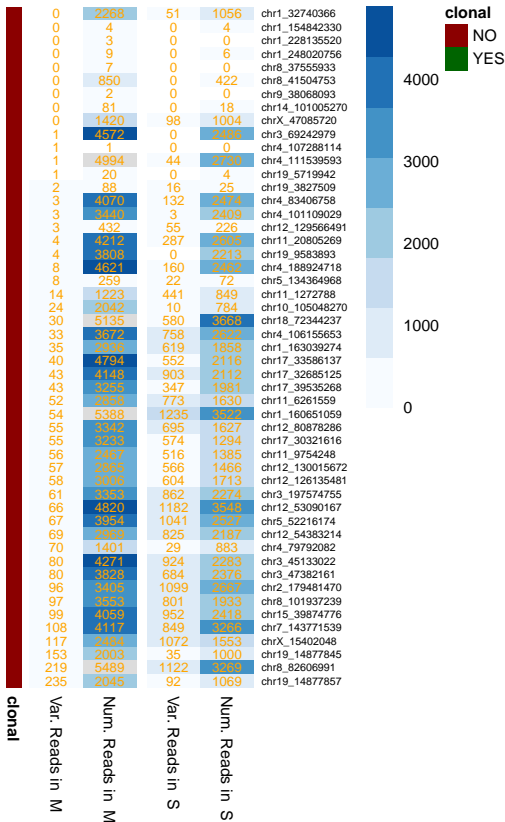 0 2268 51 1056 chr1_32740366
0 4 0 4 chr1_154842330
0 3 0 0 chr1_228135520
0 9 0 6 chr1_248020756
0 7 0 0 chr8_37555933
0 850 0 422 chr8_41504753
0 2 0 0 chr9_38068093
0 81 0 18 chr14_101005270
0 1420 98 1004 chrX_47085720
1 4572 0 2486 chr3_69242979
1 1 0 0 chr4_107288114
1 4994 44 2730 chr4_111539593
1 20 0 4 chr19_5719942
2 88 16 25 chr19_3827509
3 4070 132 2474 chr4_83406758
3 3440 3 2409 chr4_101109029
3 432 55 226 chr12_129566491
4 4212 287 2605 chr11_20805269
4 3808 0 2213 chr19_9583893
8 4621 160 2482 chr4_188924718
8 259 22 72 chr5_134364968
14 1223 441 849 chr11_1272788
24 2042 10 784 chr10_105048270
30 5135 580 3668 chr18_72344237
33 3672 758 2622 chr4_106155653
35 2936 619 1858 chr1_163039274
40 4794 552 2116 chr17_33586137
43 4148 903 2112 chr17_32685125
43 3255 347 1981 chr17_39535268
52 2858 773 1630 chr11_6261559
54 5388 1235 3522 chr1_160651059
55 3342 695 1627 chr12_80878286
55 3233 574 1294 chr17_30321616
56 2467 516 1385 chr11_9754248
57 2685 566 1466 chr12_130015672
58 3006 604 1713 chr12_126135481
61 3353 862 2274 chr3_197574755
66 4820 1182 3548 chr12_53090167
67 3954 1041 2527 chr5_52216174
69 2909 825 2187 chr12_54383214
70 1401 29 883 chr4_79792082
80 4271 924 2283 chr3_45133022
80 3828 684 2376 chr3_47382161
96 3405 1099 2687 chr2_179481470
97 3553 801 1933 chr8_101937239
99 4059 952 2418 chr15_39874776
108 4117 849 3266 chr7_143771539
117 2484 1072 1553 chrX_15402048
153 2003 35 1000 chr19_14877845
219 5489 1122 3269 chr8_82606991
235 2045 92 1069 chr19_14877857
clonal
Var. Reads in M
Num. Reads in M
Var. Reads in S
Num. Reads in S
4000
3000
2000
1000
0
clonal
NO
YES